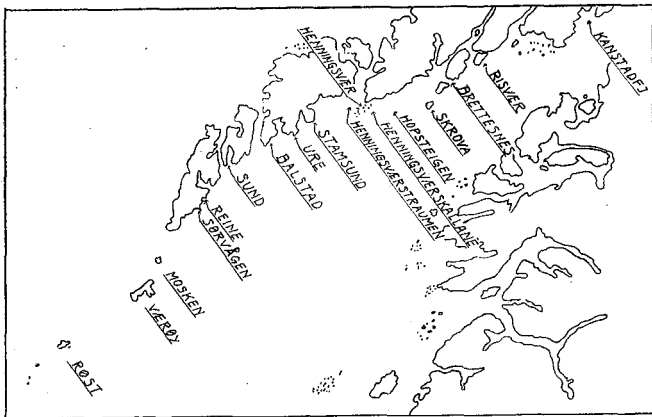 HENNINGSVÆR
KANSTADFJ
RISVÆR
BRETTESNES
SKROVA
HOPSTEIGEN
HENNINGSVÆRSKALLANE
HENNINGSVÆRSTRAUMEN
STAMSUND
URE
BALSTAD
SUND
REINE
SØRVÅGEN
MOSKEN
VÆRØY
RØST